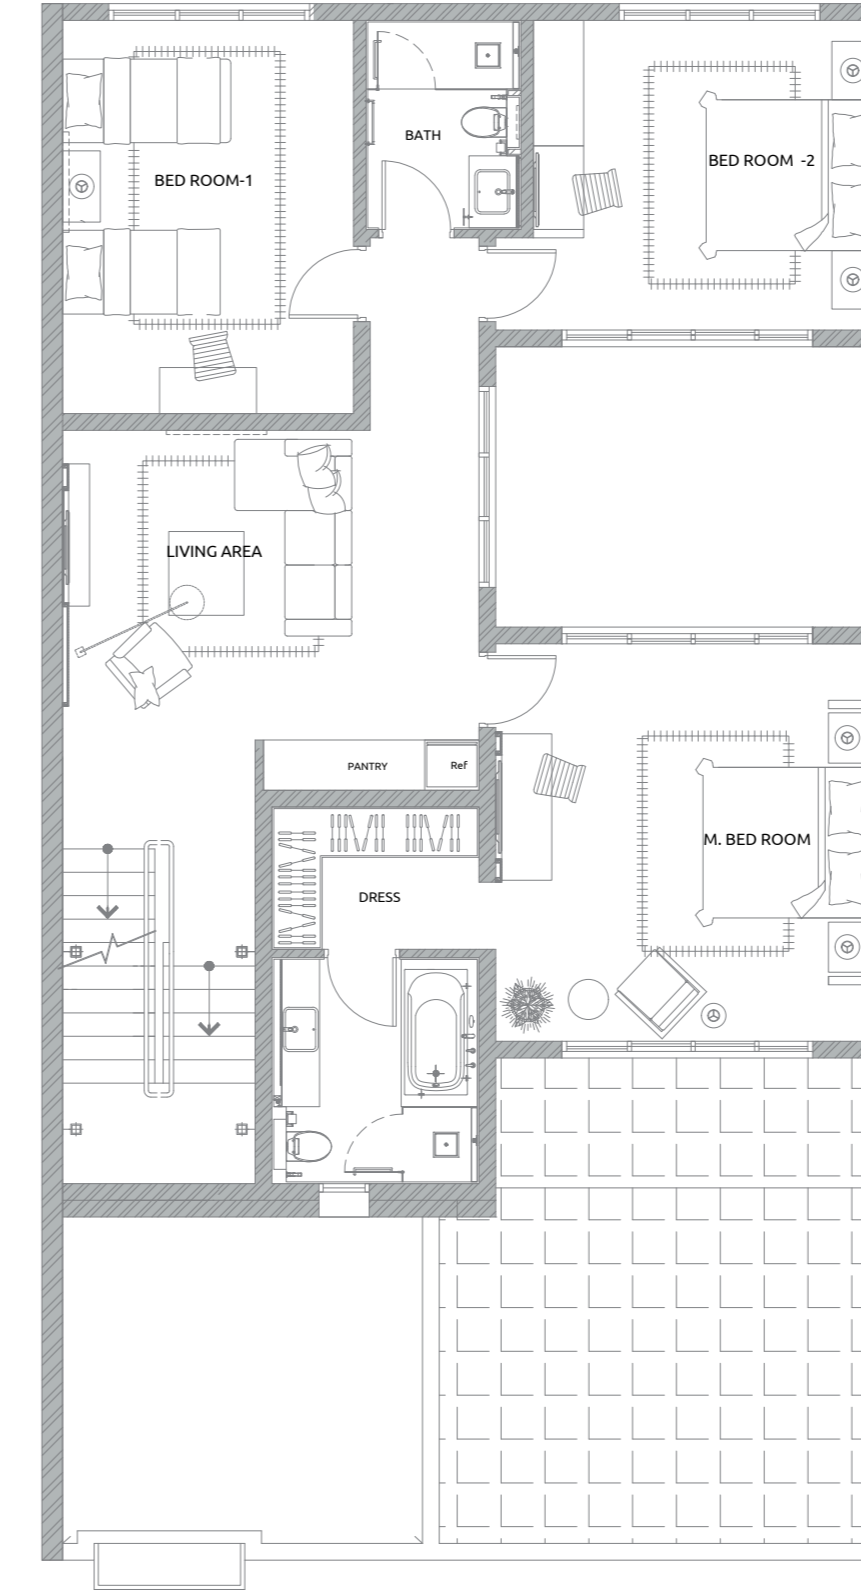 BATH
BED ROOM -2
BED ROOM-1
LIVING AREA
PANTRY
Ref
M. BED ROOM
DRESS